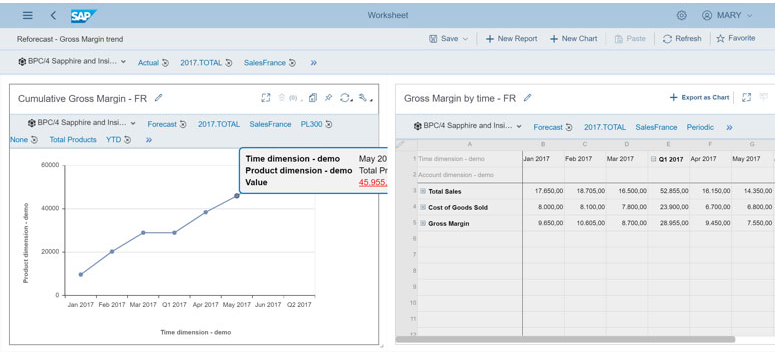 SAP
Worksheet
MARY
Reforecast - Gross Margin trend
Save
New Report
New Chart
Paste
Refresh
Favorite
BPC/4 Sapphire and Insi...
Actual
2017.TOTAL
SalesFrance
Cumulative Gross Margin - FR
(0)
BPC/4 Sapphire and Insi...
Forecast
2017.TOTAL
SalesFrance
PL300
None
Total Products
YTD
Time dimension - demo May 20
Product dimension - demo Total Pr
Value 45.955,
60000
40000
20000
0
Product dimension - demo
Jan 2017 Feb 2017 Mar 2017 Q1 2017 Apr 2017 May 2017 Jun 2017 Q2 2017
Time dimension - demo
Gross Margin by time - FR
Export as Chart
BPC/4 Sapphire and Insi...
Forecast
2017.TOTAL
SalesFrance
Periodic
A B C D E F G
1 Time dimension - demo Jan 2017 Feb 2017 Mar 2017 Q1 2017 Apr 2017 May 2017
2 Account dimension - demo
3 Total Sales 17.650,00 18.705,00 16.500,00 52.855,00 16.150,00 14.350,00
4 Cost of Goods Sold 8.000,00 8.100,00 7.800,00 23.900,00 6.700,00 6.800,00
5 Gross Margin 9.650,00 10.605,00 8.700,00 28.955,00 9.450,00 7.550,00
6
7
8
9
10
11
12